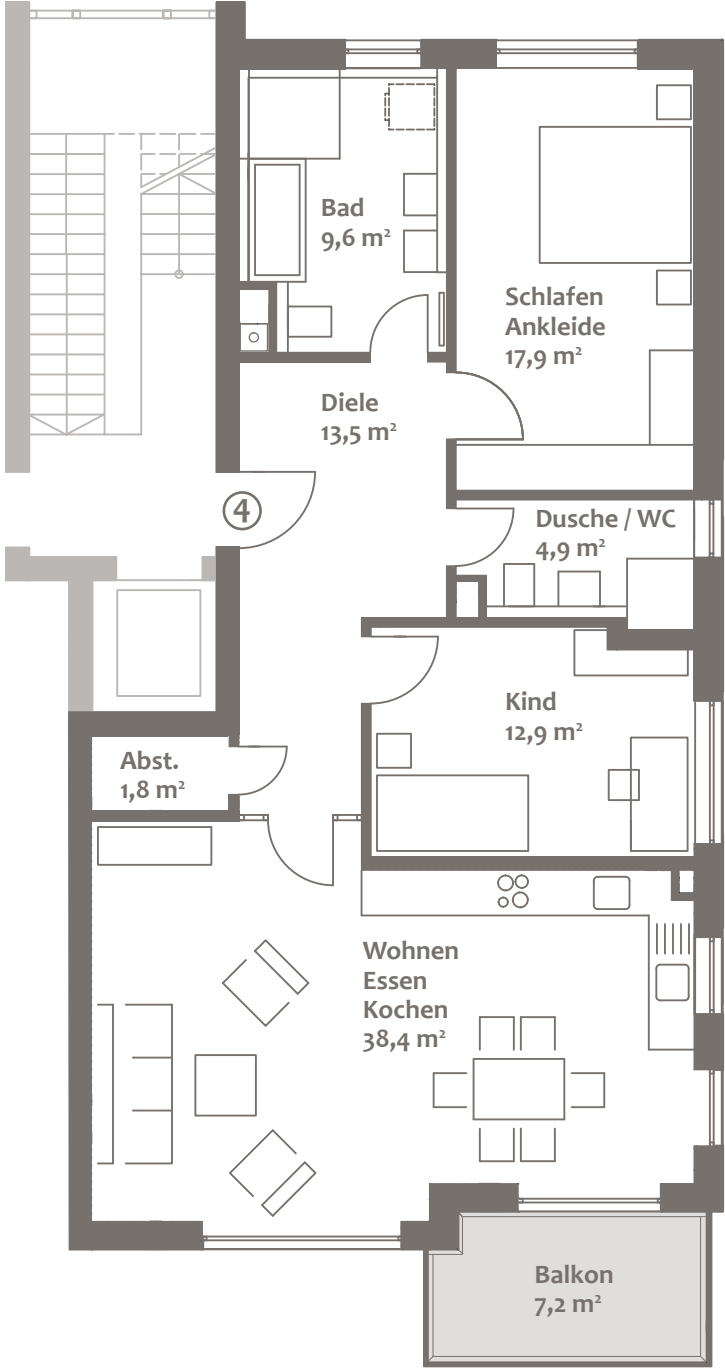 Bad
9,6 m²
Schlafen
Ankleide
17,9 m²
Diele
13,5 m²
4
Dusche / WC
4,9 m²
Kind
12,9 m²
Abst.
1,8 m²
Wohnen
Essen
Kochen
38,4 m²
Balkon
7,2 m²